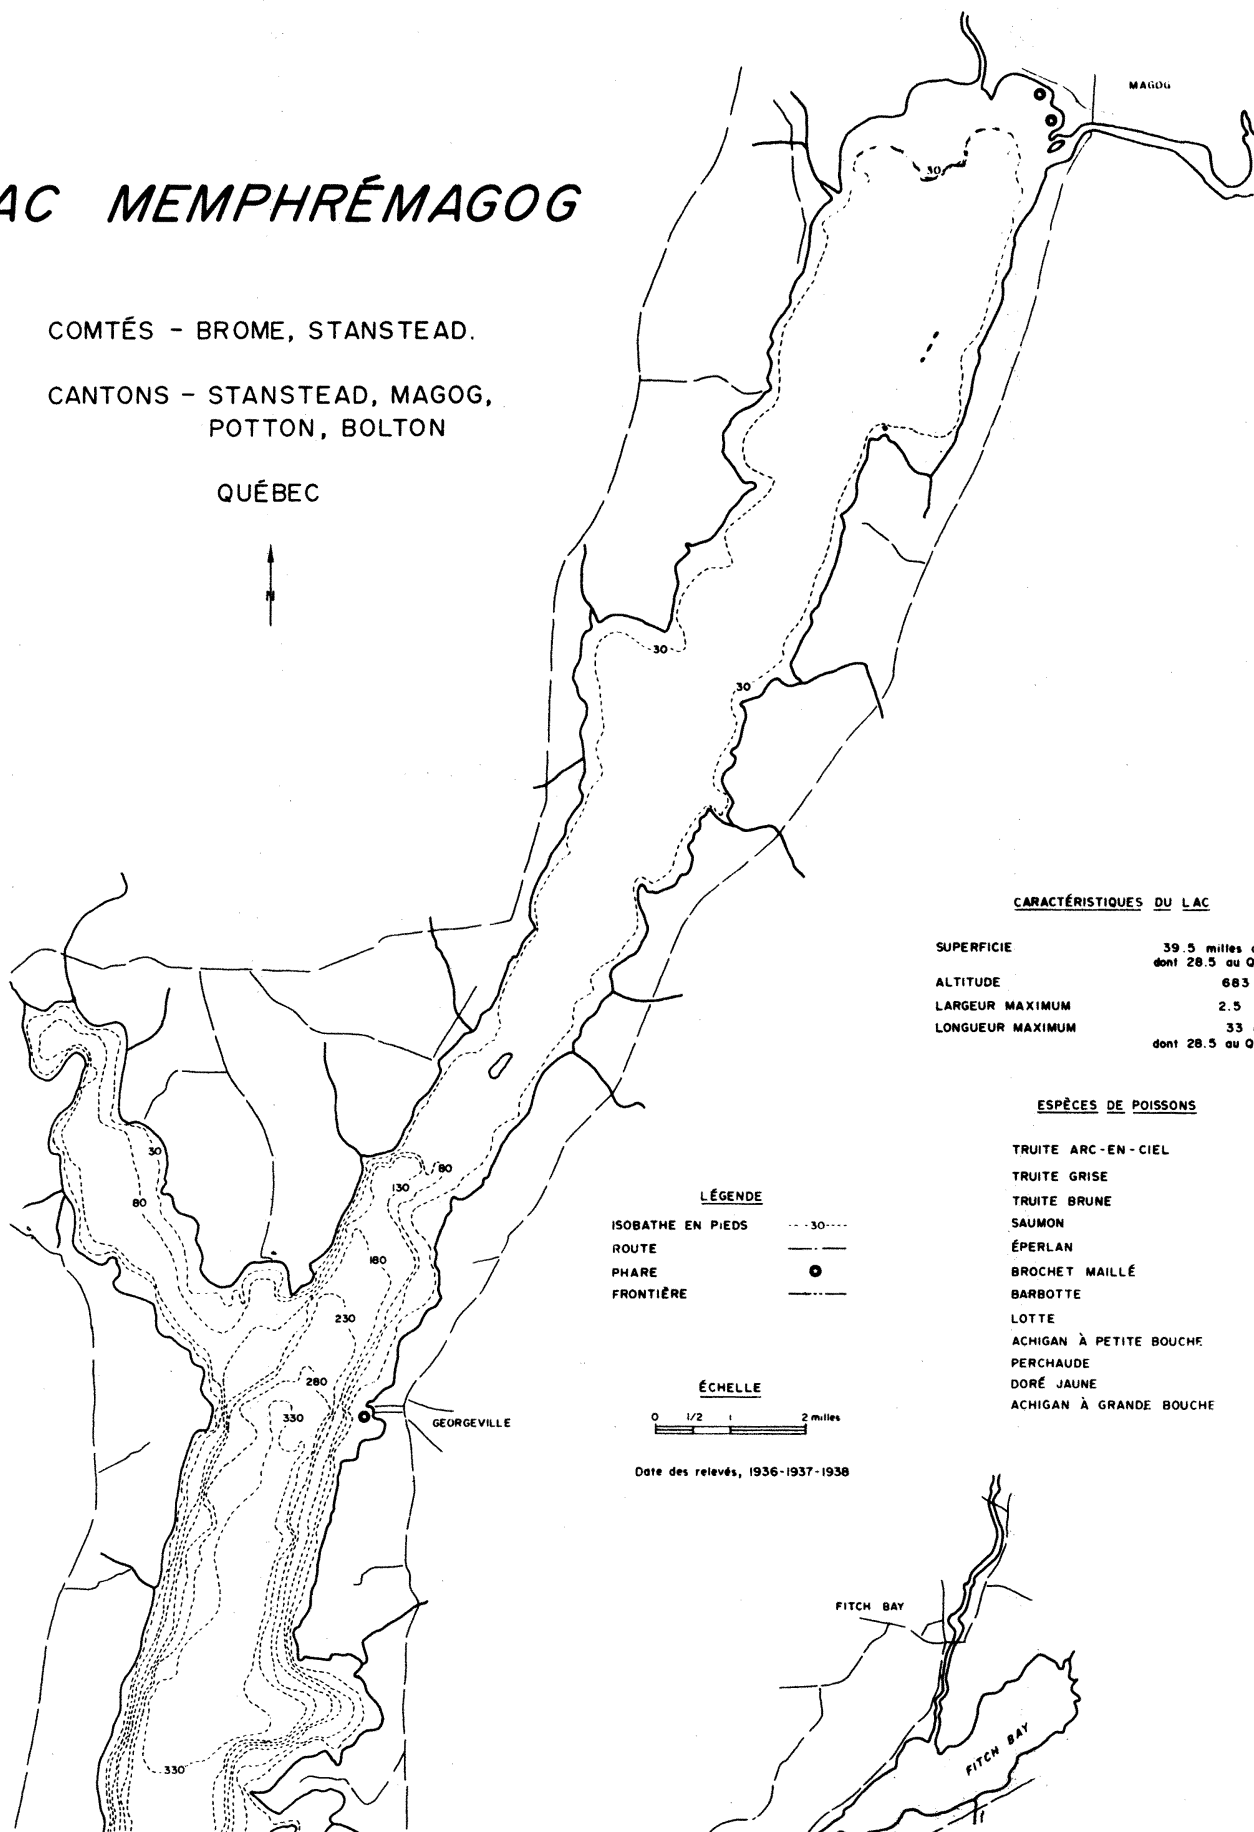 MAGOG
AC MEMPHRÉMAGOG
COMTÉS - BROME, STANSTEAD.
CANTONS - STANSTEAD, MAGOG,
POTTON, BOLTON
QUÉBEC
N
30
30
30
CARACTÉRISTIQUES DU LAC
SUPERFICIE 39.5 milles
dont 28.5 au Q
ALTITUDE 683
LARGEUR MAXIMUM 2.5
LONGUEUR MAXIMUM 33
dont 28.5 au Q
ESPÈCES DE POISSONS
TRUITE ARC-EN-CIEL
TRUITE GRISE
TRUITE BRUNE
SAUMON
ÉPERLAN
BROCHET MAILLÉ
BARBOTTE
LOTTE
ACHIGAN À PETITE BOUCHE
PERCHAUDE
DORÉ JAUNE
ACHIGAN À GRANDE BOUCHE
LÉGENDE
ISOBATHE EN PIEDS ---30----
ROUTE
PHARE
FRONTIÈRE
ÉCHELLE
0 1/2 1 2 milles
Date des relevés, 1936-1937-1938
30
80
80
130
180
230
280
330
GEORGEVILLE
330
FITCH BAY
FITCH BAY